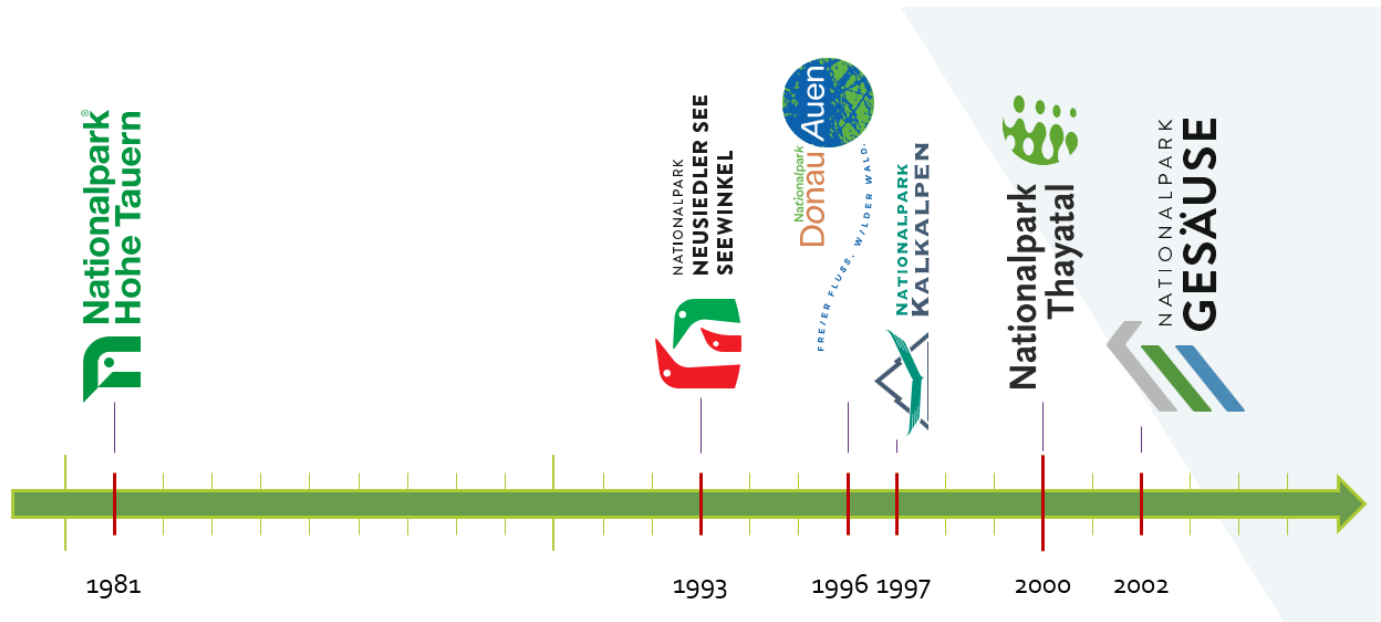 Nationalpark®
Hohe Tauern
NATIONALPARK
NEUSIEDLER SEE
SEEWINKEL
Nationalpark
Donau Auen
FREIER FLUSS. WILDER WALD.
NATIONALPARK
KALKALPEN
Nationalpark
Thayatal
NATIONALPARK
GESÄUSE
1981
1993
1996
1997
2000
2002